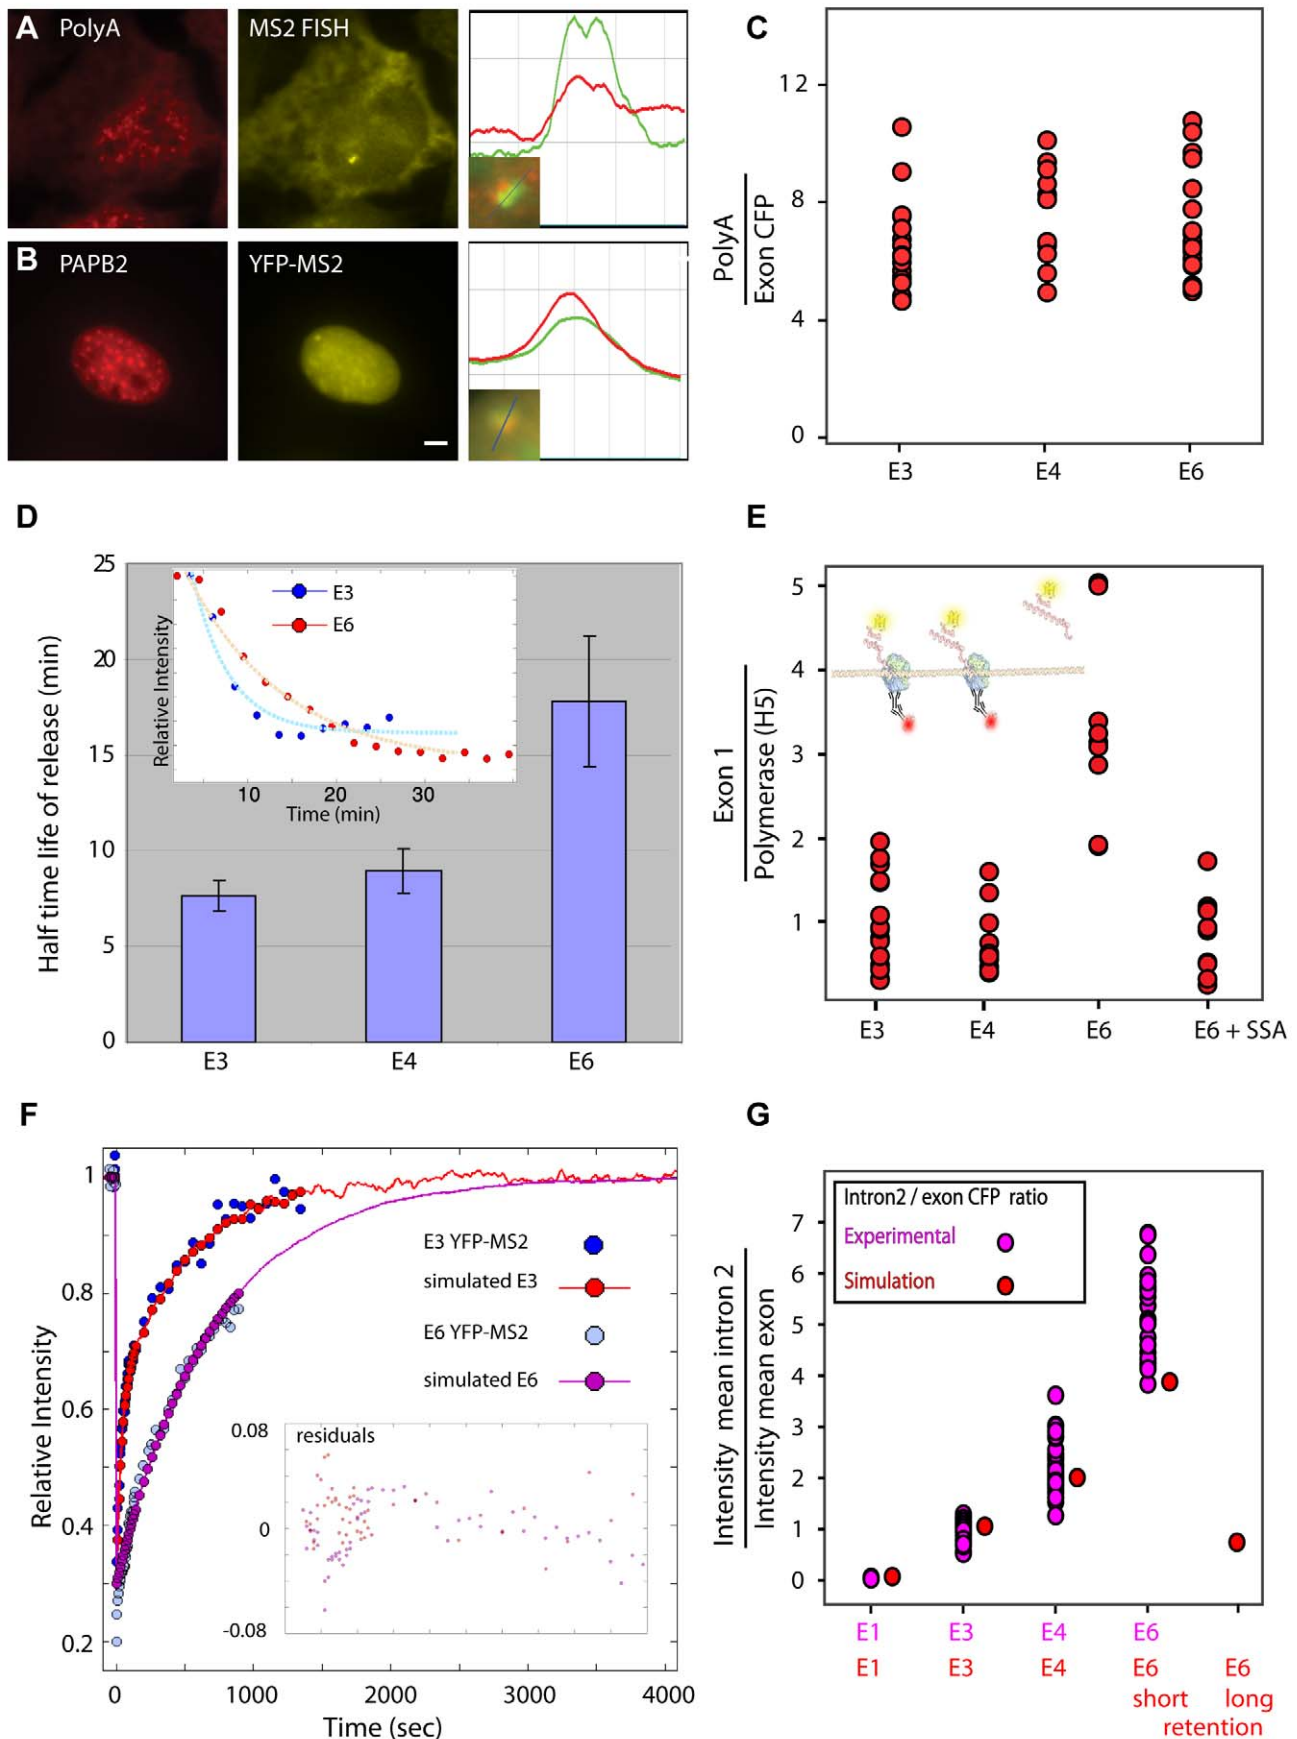 A PolyA
MS2 FISH
B PAPB2
YFP-MS2
C
PolyA
Exon CFP
12
8
4
0
E3 E4 E6
D
Half time life of release (min)
25
20
15
10
5
0
E3 E4 E6
E3
E6
Relative Intensity
10 20 30
Time (min)
E
Exon 1
Polymerase (H5)
5
4
3
2
1
E3 E4 E6 E6 + SSA
F
Relative Intensity
1
0.8
0.6
0.4
0.2
0 1000 2000 3000 4000
Time (sec)
E3 YFP-MS2
simulated E3
E6 YFP-MS2
simulated E6
residuals
0.08
0
-0.08
G
Intensity mean intron 2
Intensity mean exon
Intron2 / exon CFP ratio
Experimental
Simulation
7
6
5
4
3
2
1
0
E1 E3 E4 E6
E1 E3 E4 E6 E6
short long
retention